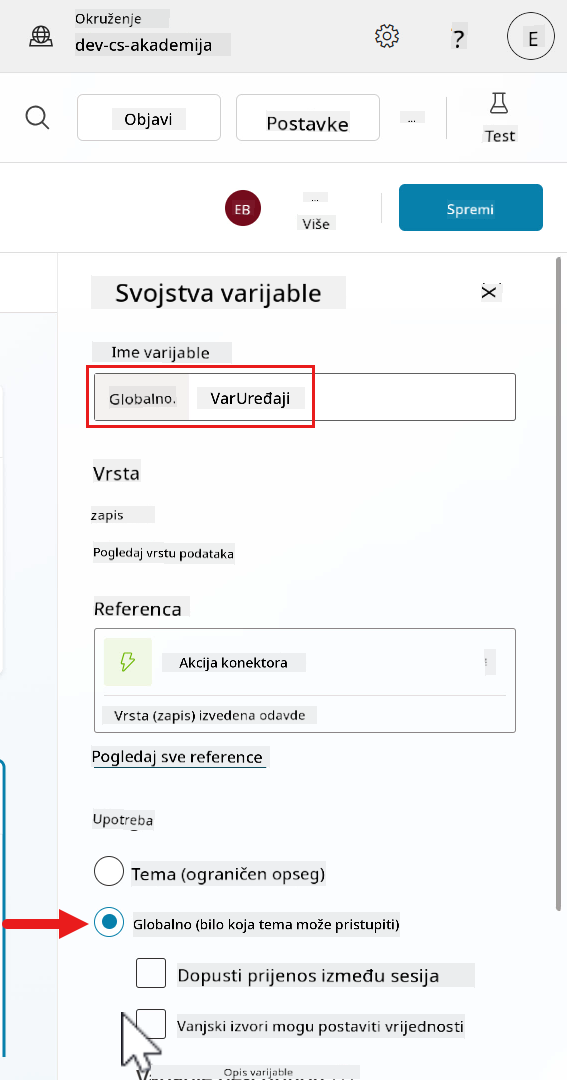 Okruženje
dev-cs-akademija
?
E
Objavi
Postavke
...
Test
EB
...
Više
Spremi
Svojstva varijable
Ime varijable
Globalno. VarUređaji
Vrsta
zapis
Pogledaj vrstu podataka
Referenca
Akcija konektora
Vrsta (zapis) izvedena odavde
Pogledaj sve reference
Upotreba
Tema (ograničen opseg)
Globalno (bilo koja tema može pristupiti)
Dopusti prijenos između sesija
Vanjski izvori mogu postaviti vrijednosti
Opis varijable